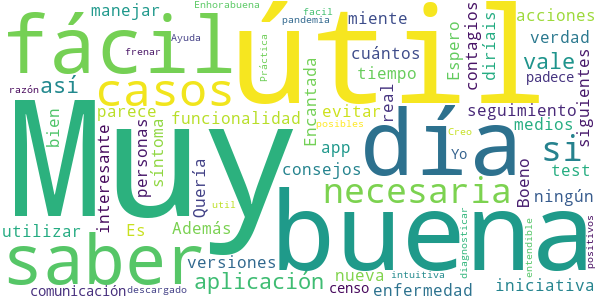 manejar Enhorabuena facil miente acciones
pandemia
fácil útil verdad
Ayuda cuántos diríais
frenar Práctica Espero contagios vale
razón así casos tiempo padece
parece real seguimiento siguientes
bien funcionalidad Encantada evitar medios
posibles
interesante personas síntoma Muy día si
Creo
app Yo test
Quería consejos Boeno
necesaria ningún
utilizar Es Además util buena
saber versiones diagnosticar entendible positivos
aplicación nueva intuitiva iniciativa
comunicación descargado censo enfermedad